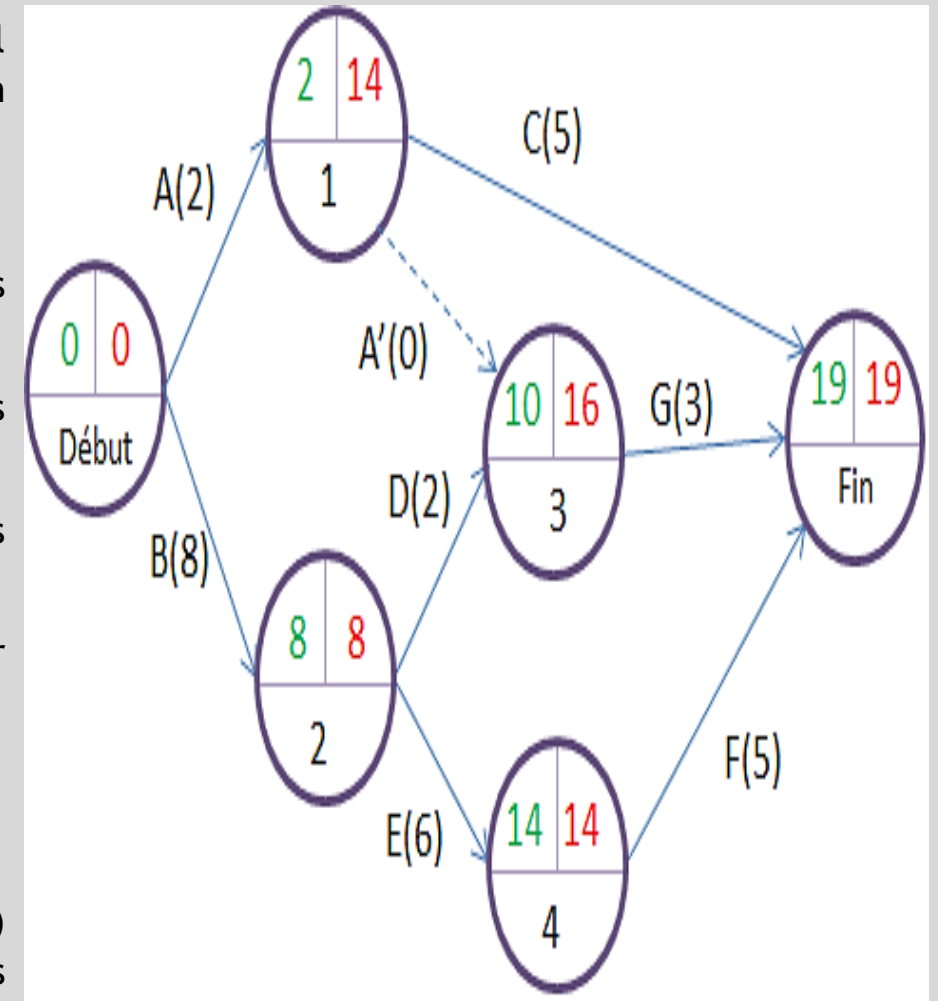 2 14
1
C(5)
A(2)
A'(0)
0 0
Début
10 16
3
G(3)
19 19
Fin
D(2)
B(8)
8 8
2
E(6)
14 14
4
F(5)